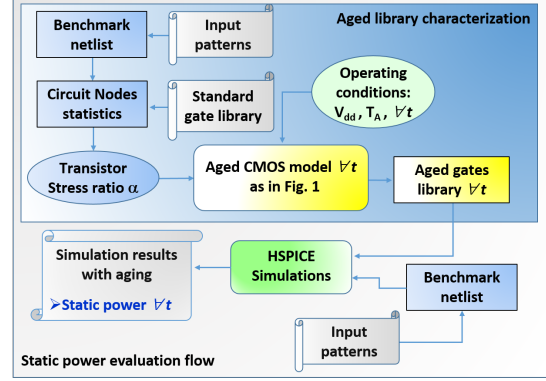 Aged library characterization
Benchmark
netlist
Input
patterns
Circuit Nodes
statistics
Standard
gate library
Operating
conditions:
V_dd, T_A, ∀t
Transistor
Stress ratio α
Aged CMOS model ∀t
as in Fig. 1
Aged gates
library ∀t
Simulation results
with aging
➢Static power ∀t
HSPICE
Simulations
Benchmark
netlist
Input
patterns
Static power evaluation flow